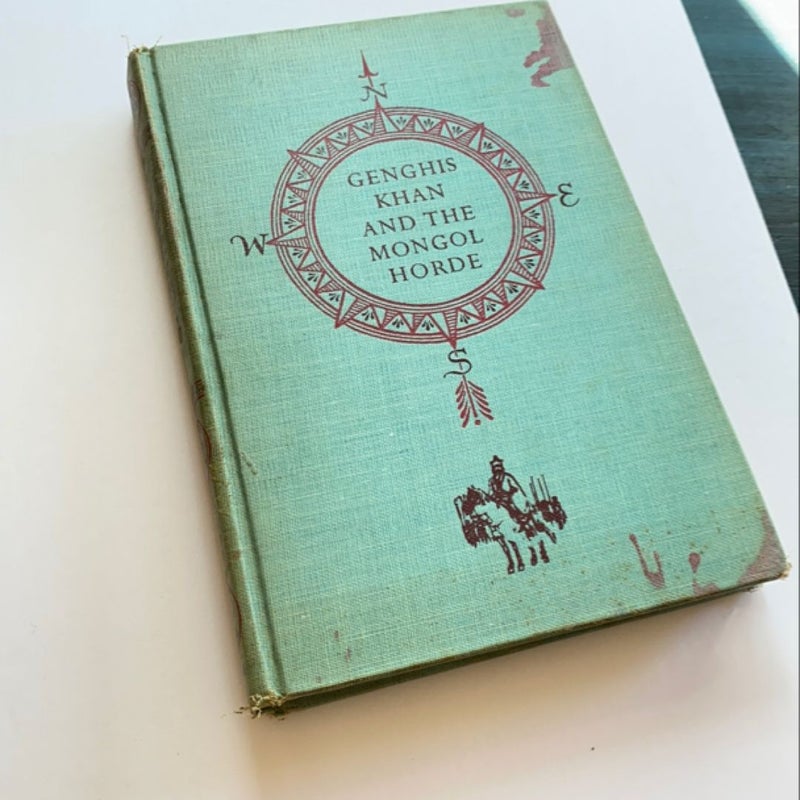 N
GENGHIS
KHAN
AND THE
MONGOL
HORDE
W
E
S